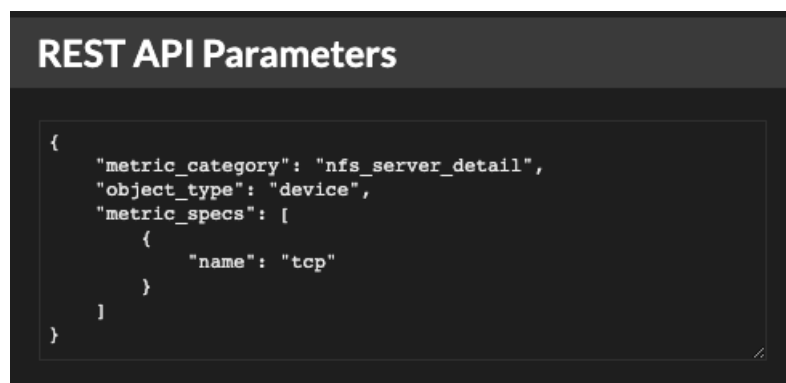 REST API Parameters
{
    "metric_category": "nfs_server_detail",
    "object_type": "device",
    "metric_specs": [
        {
            "name": "tcp"
        }
    ]
}